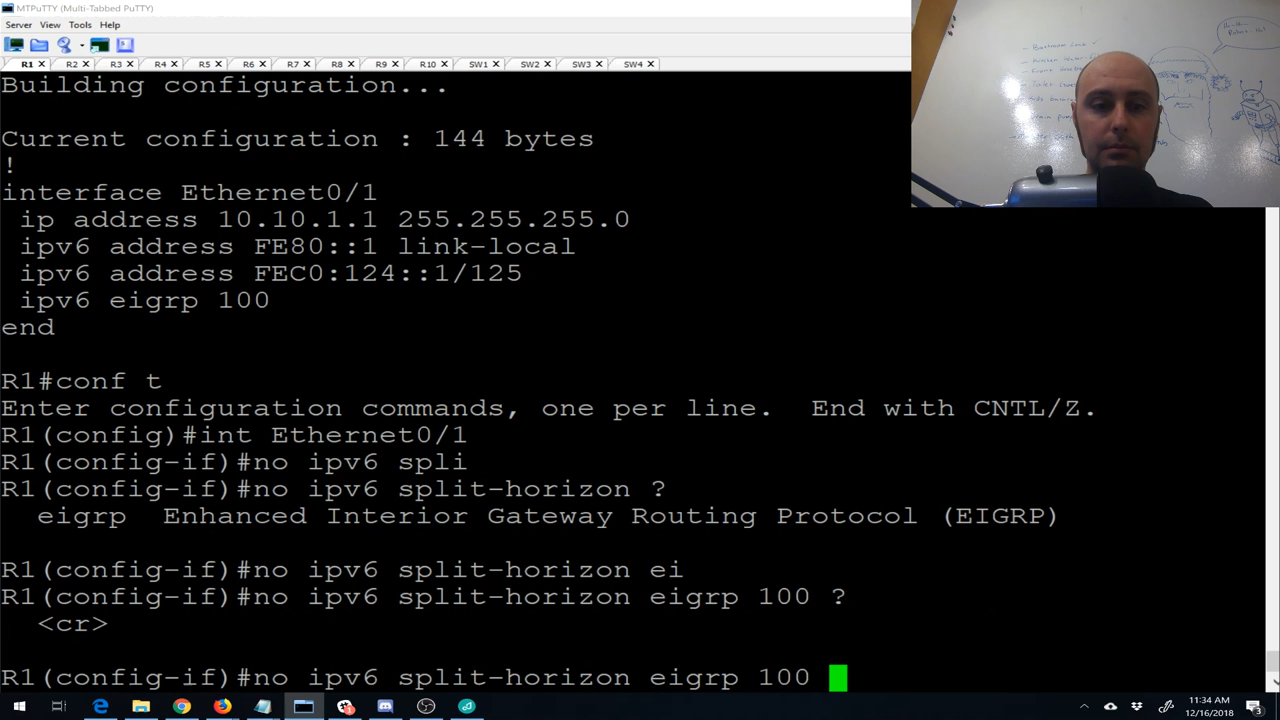 MTPuTTY (Multi-Tabbed PuTTY)
Server View Tools Help
R1 R2 R3 R4 R5 R6 R7 R8 R9 R10 SW1 SW2 SW3 SW4
Building configuration...
Current configuration : 144 bytes
!
interface Ethernet0/1
ip address 10.10.1.1 255.255.255.0
ipv6 address FE80::1 link-local
ipv6 address FEC0:124::1/125
ipv6 eigrp 100
end
R1#conf t
Enter configuration commands, one per line. End with CNTL/Z.
R1(config)#int Ethernet0/1
R1(config-if)#no ipv6 spli
R1(config-if)#no ipv6 split-horizon ?
eigrp Enhanced Interior Gateway Routing Protocol (EIGRP)
R1(config-if)#no ipv6 split-horizon ei
R1(config-if)#no ipv6 split-horizon eigrp 100 ?
<cr>
R1(config-if)#no ipv6 split-horizon eigrp 100
11:34 AM
12/16/2018
3